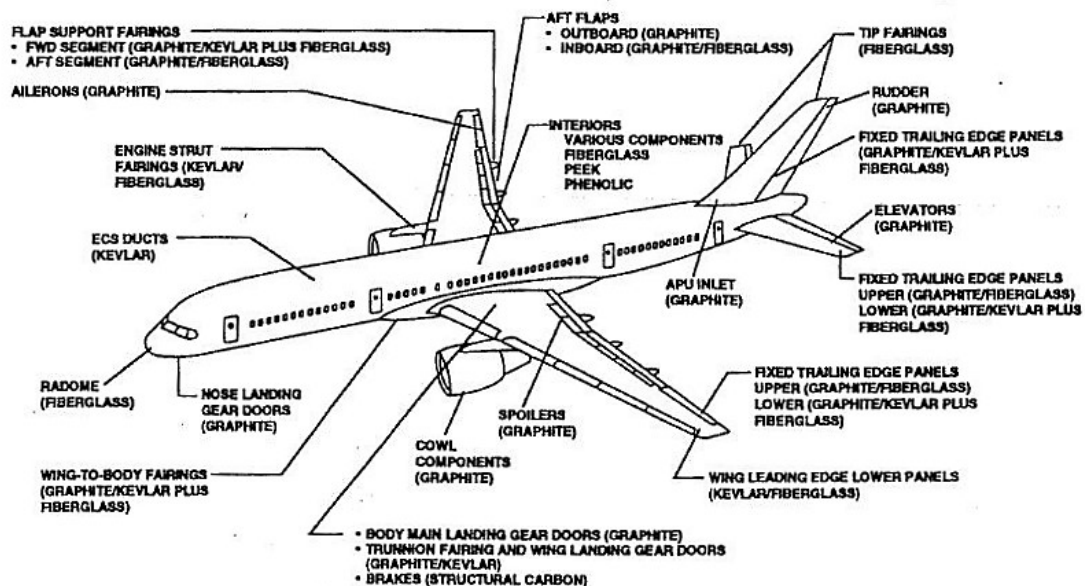 FLAP SUPPORT FAIRINGS
• FWD SEGMENT (GRAPHITE/KEVLAR PLUS FIBERGLASS)
• AFT SEGMENT (GRAPHITE/FIBERGLASS)
AILERONS (GRAPHITE)
ENGINE STRUT
FAIRINGS (KEVLAR/
FIBERGLASS)
ECS DUCTS
(KEVLAR)
AFT FLAPS
• OUTBOARD (GRAPHITE)
• INBOARD (GRAPHITE/FIBERGLASS)
INTERIORS
VARIOUS COMPONENTS
FIBERGLASS
PEEK
PHENOLIC
TIP FAIRINGS
(FIBERGLASS)
RUDDER
(GRAPHITE)
FIXED TRAILING EDGE PANELS
(GRAPHITE/KEVLAR PLUS
FIBERGLASS)
ELEVATORS
(GRAPHITE)
APU INLET
(GRAPHITE)
FIXED TRAILING EDGE PANELS
UPPER (GRAPHITE/FIBERGLASS)
LOWER (GRAPHITE/KEVLAR PLUS
FIBERGLASS)
RADOME
(FIBERGLASS)
NOSE LANDING
GEAR DOORS
(GRAPHITE)
SPOILERS
(GRAPHITE)
FIXED TRAILING EDGE PANELS
UPPER (GRAPHITE/FIBERGLASS)
LOWER (GRAPHITE/KEVLAR PLUS
FIBERGLASS)
WING-TO-BODY FAIRINGS
(GRAPHITE/KEVLAR PLUS
FIBERGLASS)
COWL
COMPONENTS
(GRAPHITE)
WING LEADING EDGE LOWER PANELS
(KEVLAR/FIBERGLASS)
• BODY MAIN LANDING GEAR DOORS (GRAPHITE)
• TRUNNION FAIRING AND WING LANDING GEAR DOORS
(GRAPHITE/KEVLAR)
• BRAKES (STRUCTURAL CARBON)